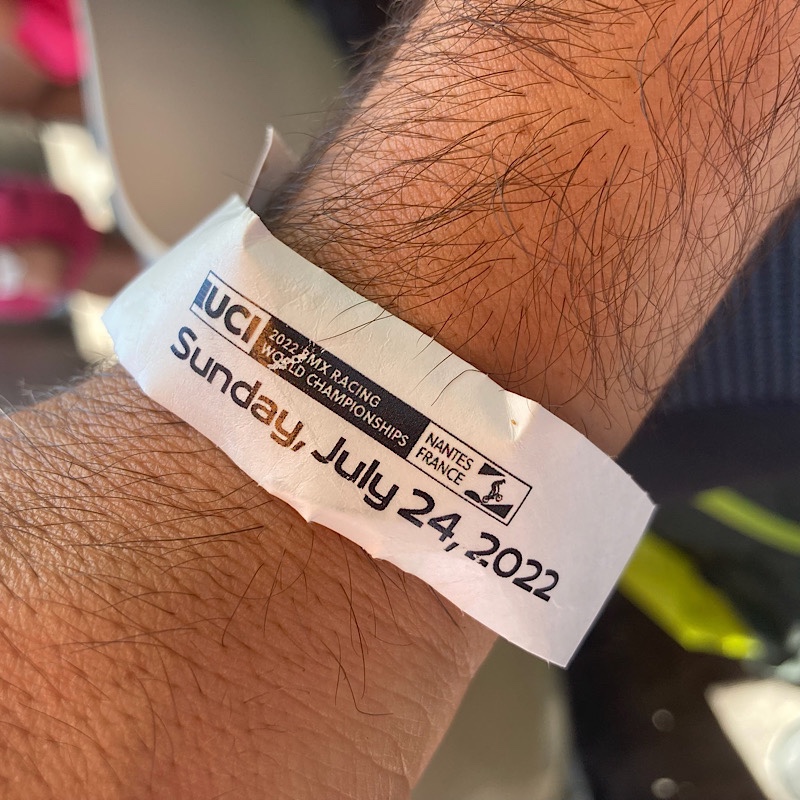 UCI
2022 BMX RACING
WORLD CHAMPIONSHIPS
NANTES
FRANCE
Sunday, July 24, 2022